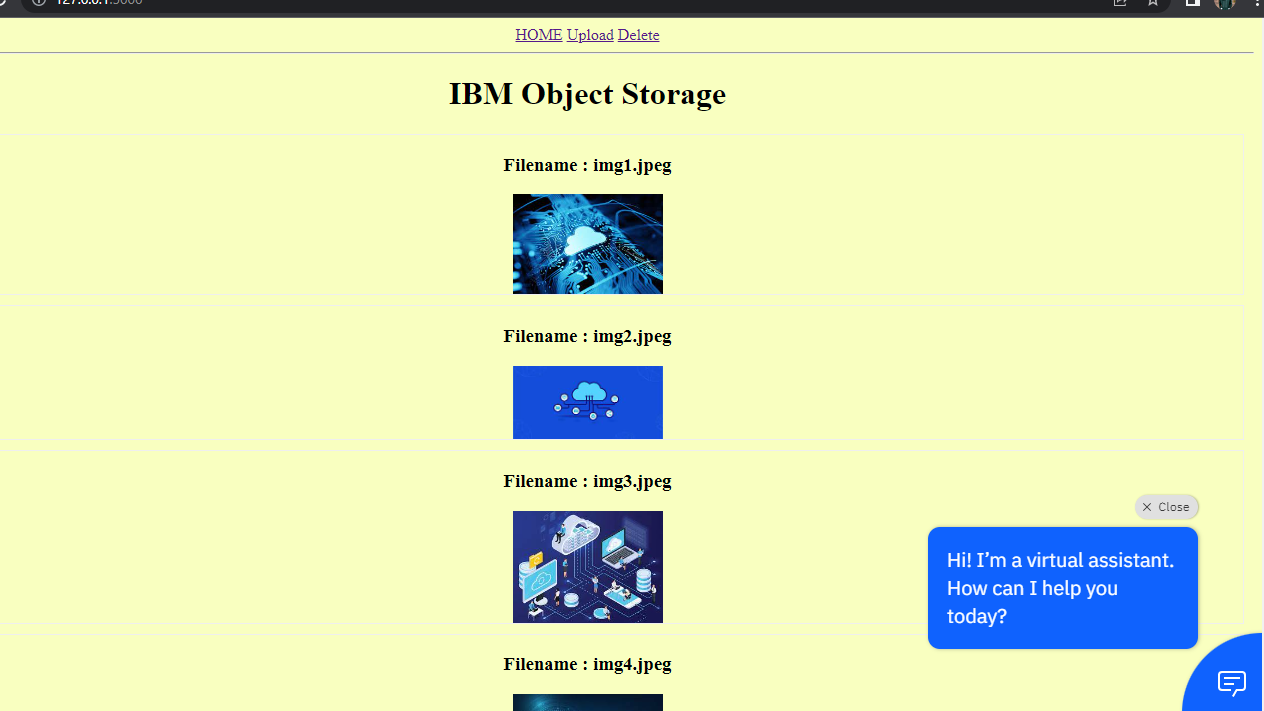 127.0.0.1:5000
HOME Upload Delete
IBM Object Storage
Filename : img1.jpeg
Filename : img2.jpeg
Filename : img3.jpeg
Close
Hi! I’m a virtual assistant.
How can I help you
today?
Filename : img4.jpeg